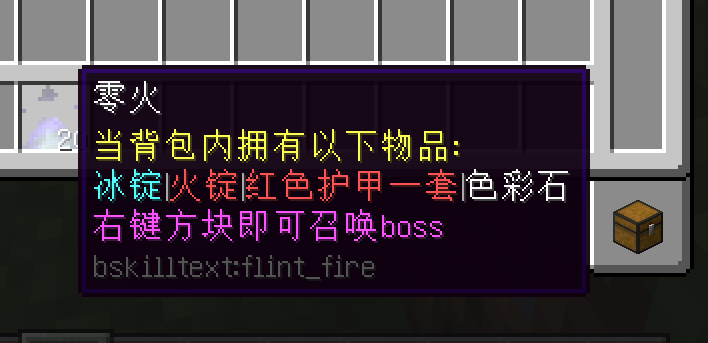 零火
当背包内拥有以下物品:
冰锭|火锭|红色护甲一套|色彩石
右键方块即可召唤boss
bskilltext:flint_fire